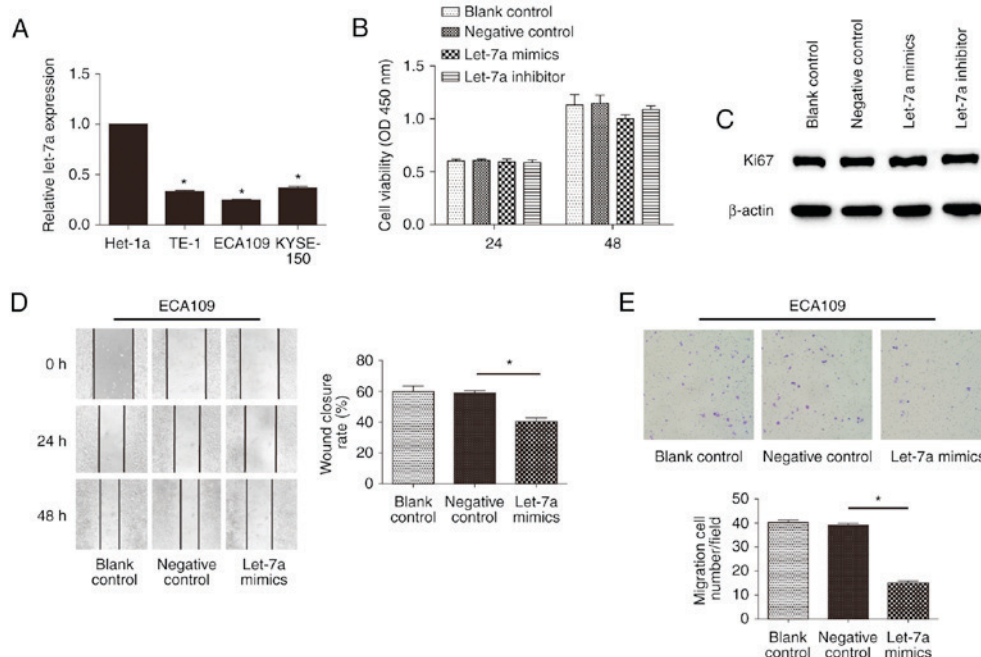 A
Relative let-7a expression
1.5
1.0
0.5
0.0
*
*
*
Het-1a
TE-1
ECA109
KYSE-
150
B
Blank control
Negative control
Let-7a mimics
Let-7a inhibitor
Cell viability (OD 450 nm)
1.5
1.0
0.5
0.0
24
48
C
Blank control
Negative control
Let-7a mimics
Let-7a inhibitor
Ki67
β-actin
D
ECA109
0 h
24 h
48 h
Blank
control
Negative
control
Let-7a
mimics
Wound closure
rate (%)
80
60
40
20
0
*
Blank
control
Negative
control
Let-7a
mimics
E
ECA109
Blank control
Negative control
Let-7a mimics
Migration cell
number/field
50
40
30
20
10
0
*
Blank
control
Negative
control
Let-7a
mimics